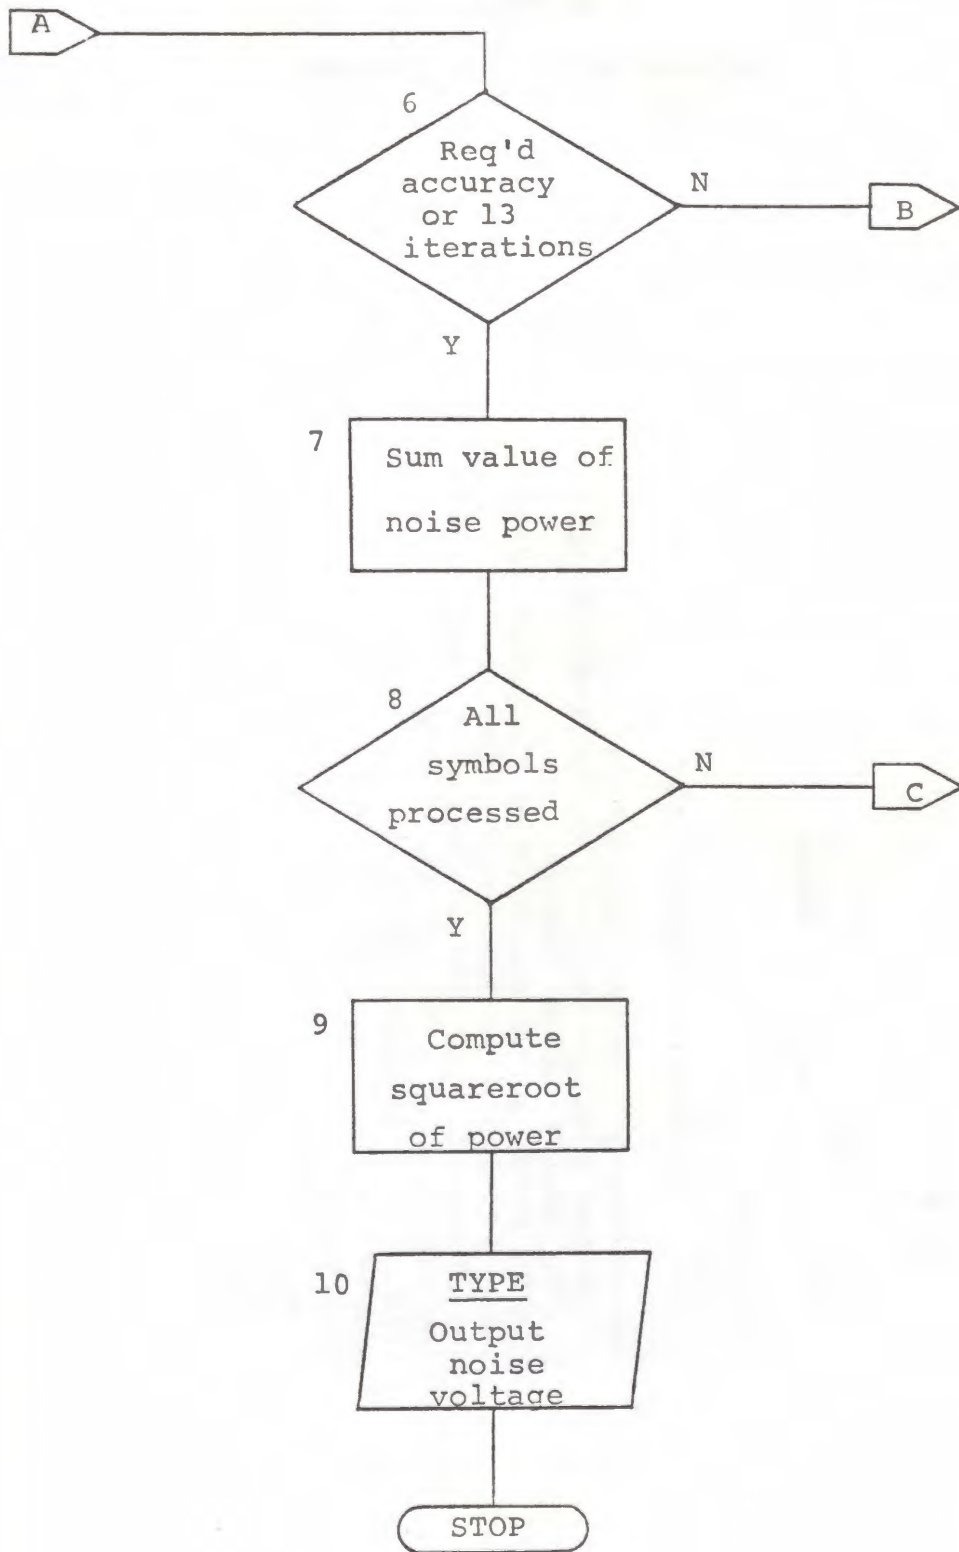 A
6
Req'd
accuracy
or 13
iterations
N
B
Y
7
Sum value of
noise power
8
All
symbols
processed
N
C
Y
9
Compute
squareroot
of power
10
TYPE
Output
noise
voltage
STOP